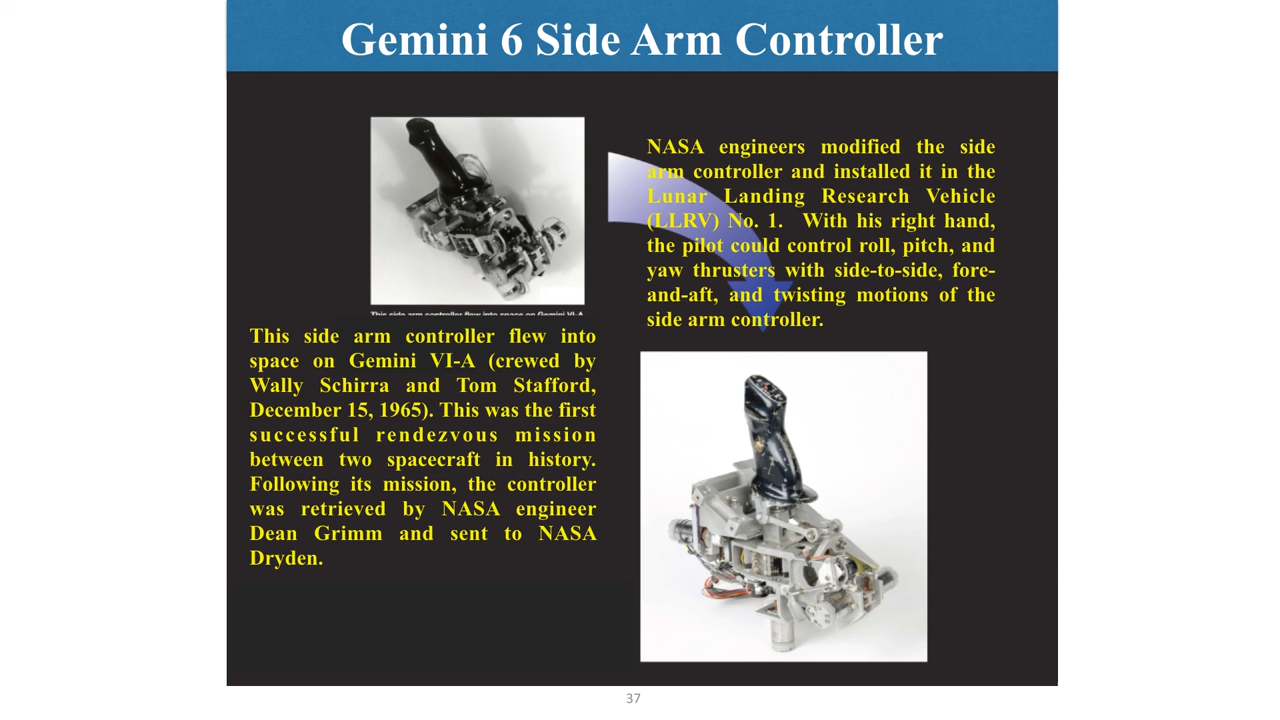 Gemini 6 Side Arm Controller
This side arm controller flew into space on Gemini VI-A
This side arm controller flew into
space on Gemini VI-A (crewed by
Wally Schirra and Tom Stafford,
December 15, 1965). This was the first
successful rendezvous mission
between two spacecraft in history.
Following its mission, the controller
was retrieved by NASA engineer
Dean Grimm and sent to NASA
Dryden.
NASA engineers modified the side
arm controller and installed it in the
Lunar Landing Research Vehicle
(LLRV) No. 1. With his right hand,
the pilot could control roll, pitch, and
yaw thrusters with side-to-side, fore-
and-aft, and twisting motions of the
side arm controller.
37